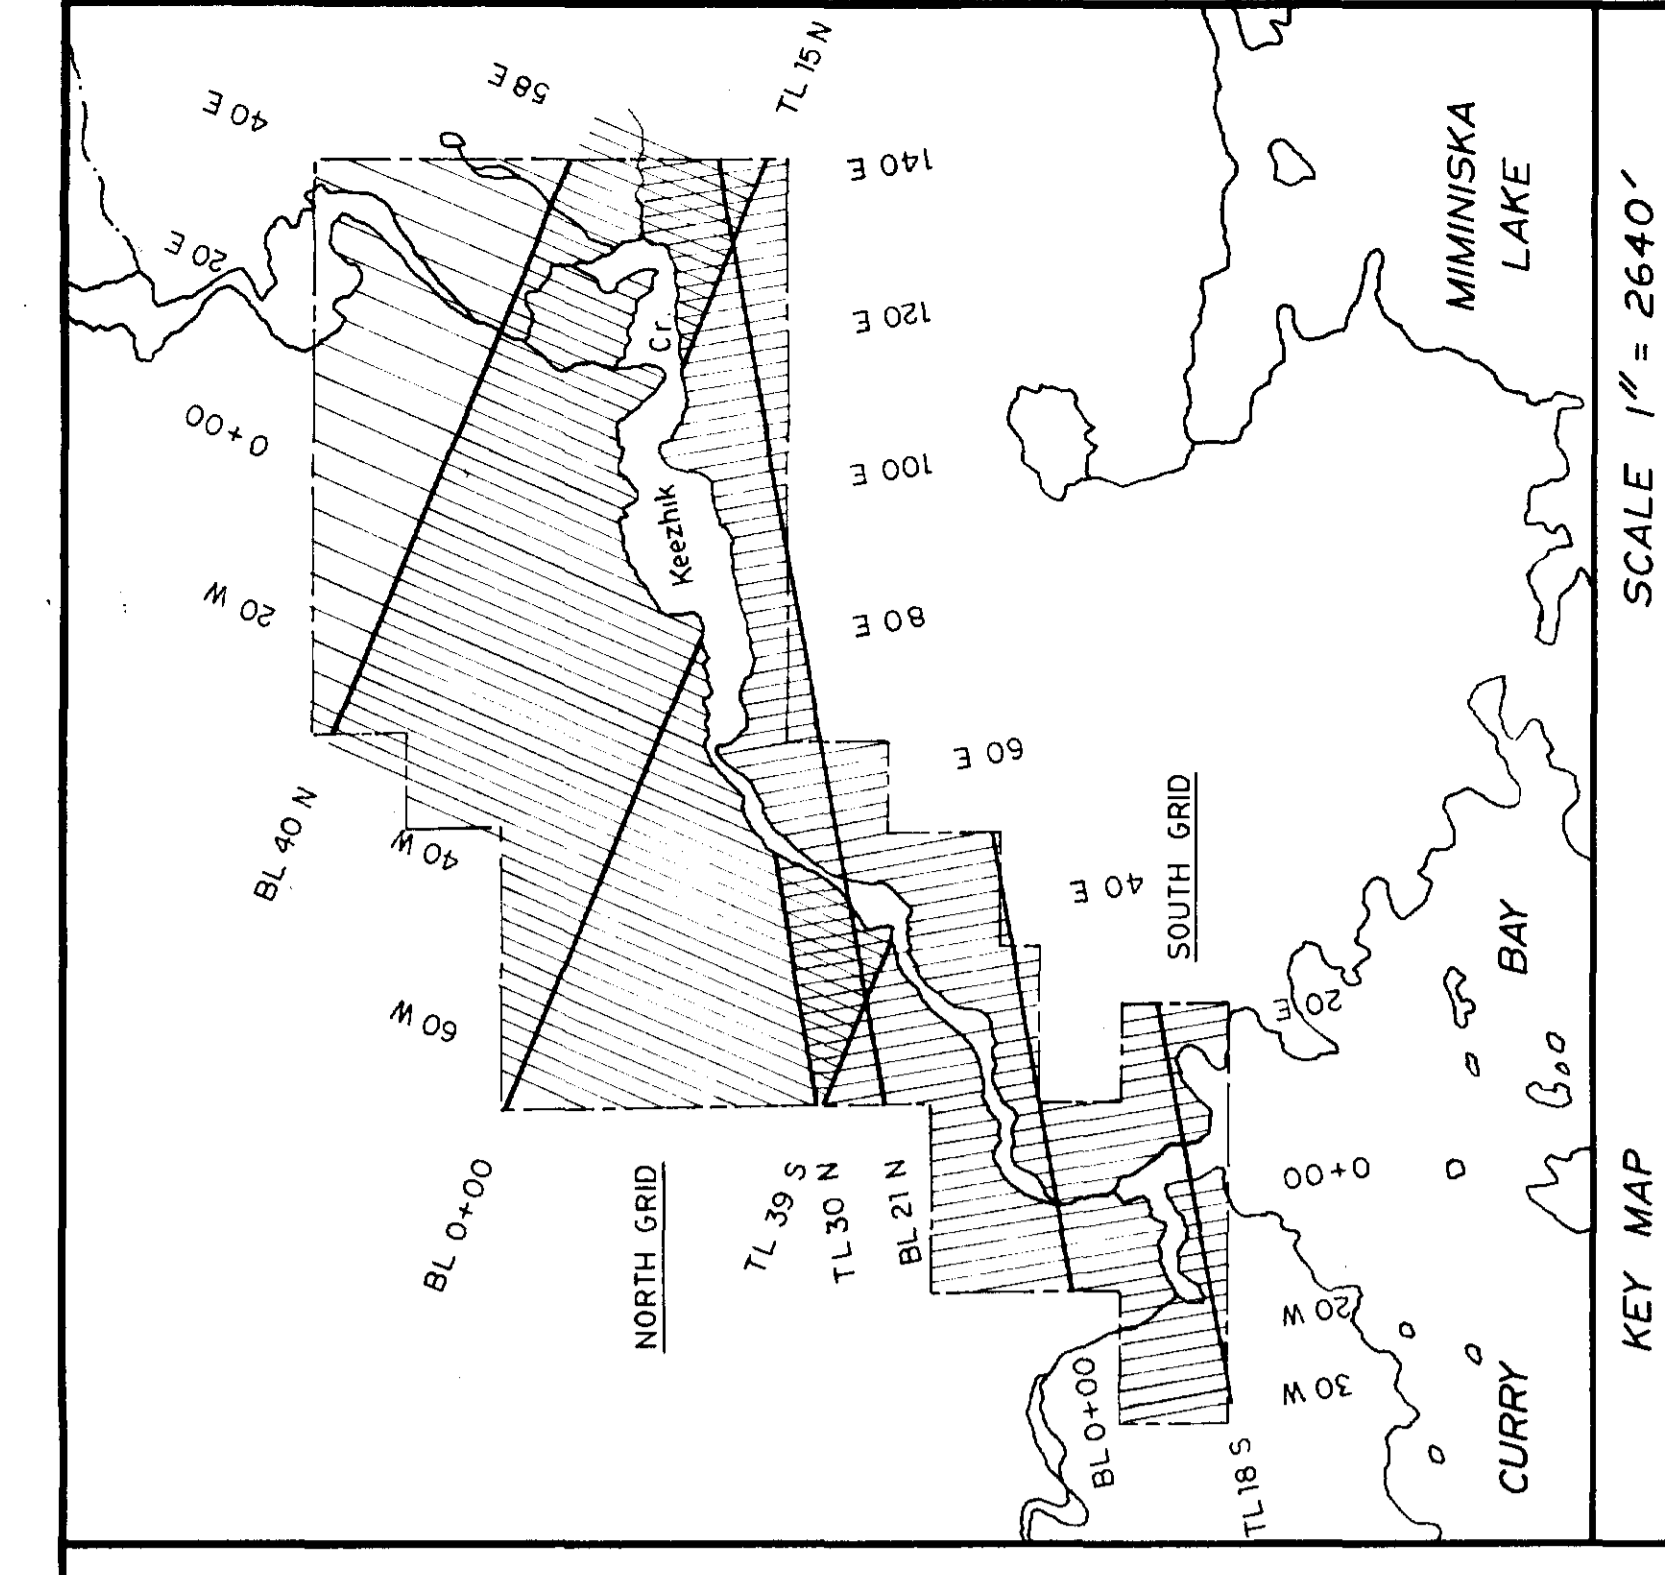 BL 40 N
20 W
0+00
20 E
40 E
58 E
TL 15 N
40 W
60 W
BL 0+00
NORTH GRID
TL 39 S
TL 30 N
BL 21 N
Keezhik
Cr.
140 E
120 E
100 E
80 E
60 E
40 E
SOUTH GRID
20 E
0+00
20 W
30 W
BL 0+00
TL 18 S
MIMINISKA
LAKE
CURRY BAY
KEY MAP
SCALE 1" = 2640'